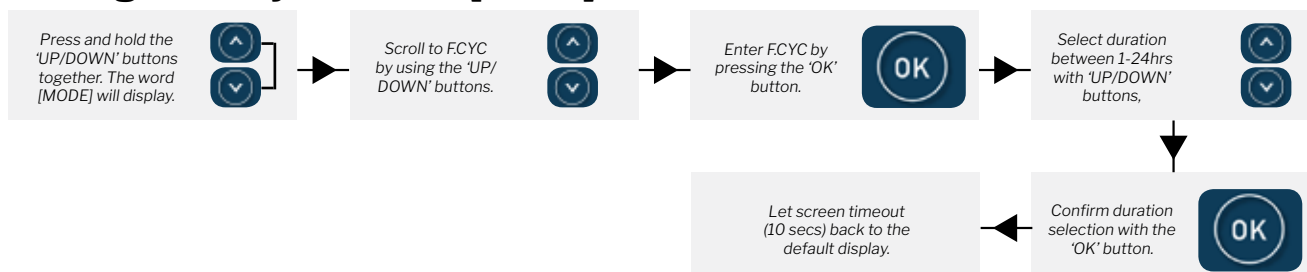 Press and hold the
‘UP/DOWN’ buttons
together. The word
[MODE] will display.
Scroll to F.CYC
by using the ‘UP/
DOWN’ buttons.
Enter F.CYC by
pressing the ‘OK’
button.
OK
Select duration
between 1-24hrs
with ‘UP/DOWN’
buttons,
Let screen timeout
(10 secs) back to the
default display.
Confirm duration
selection with the
‘OK’ button.
OK